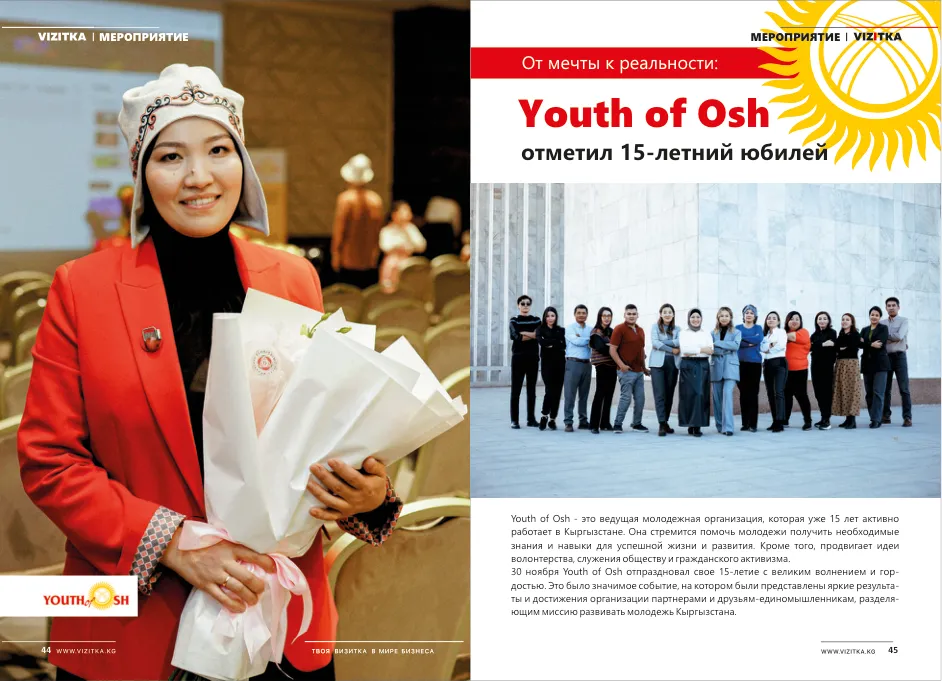 VIZITKA | МЕРОПРИЯТИЕ
YOUTH of OSH
44 WWW.VIZITKA.KG
ТВОЯ ВИЗИТКА В МИРЕ БИЗНЕСА
МЕРОПРИЯТИЕ | VIZITKA
От мечты к реальности:
Youth of Osh
отметил 15-летний юбилей
Youth of Osh - это ведущая молодежная организация, которая уже 15 лет активно
работает в Кыргызстане. Она стремится помочь молодежи получить необходимые
знания и навыки для успешной жизни и развития. Кроме того, продвигает идеи
волонтерства, служения обществу и гражданского активизма.
30 ноября Youth of Osh отпраздновал свое 15-летие с великим волнением и гор-
достью. Это было значимое событие, на котором были представлены яркие результа-
ты и достижения организации партнерами и друзьям-единомышленникам, разделя-
ющим миссию развивать молодежь Кыргызстана.
WWW.VIZITKA.KG 45